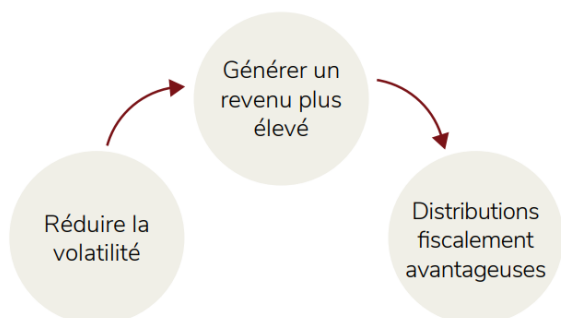 Générer un
revenu plus
élevé
Réduire la
volatilité
Distributions
fiscalement
avantageuses